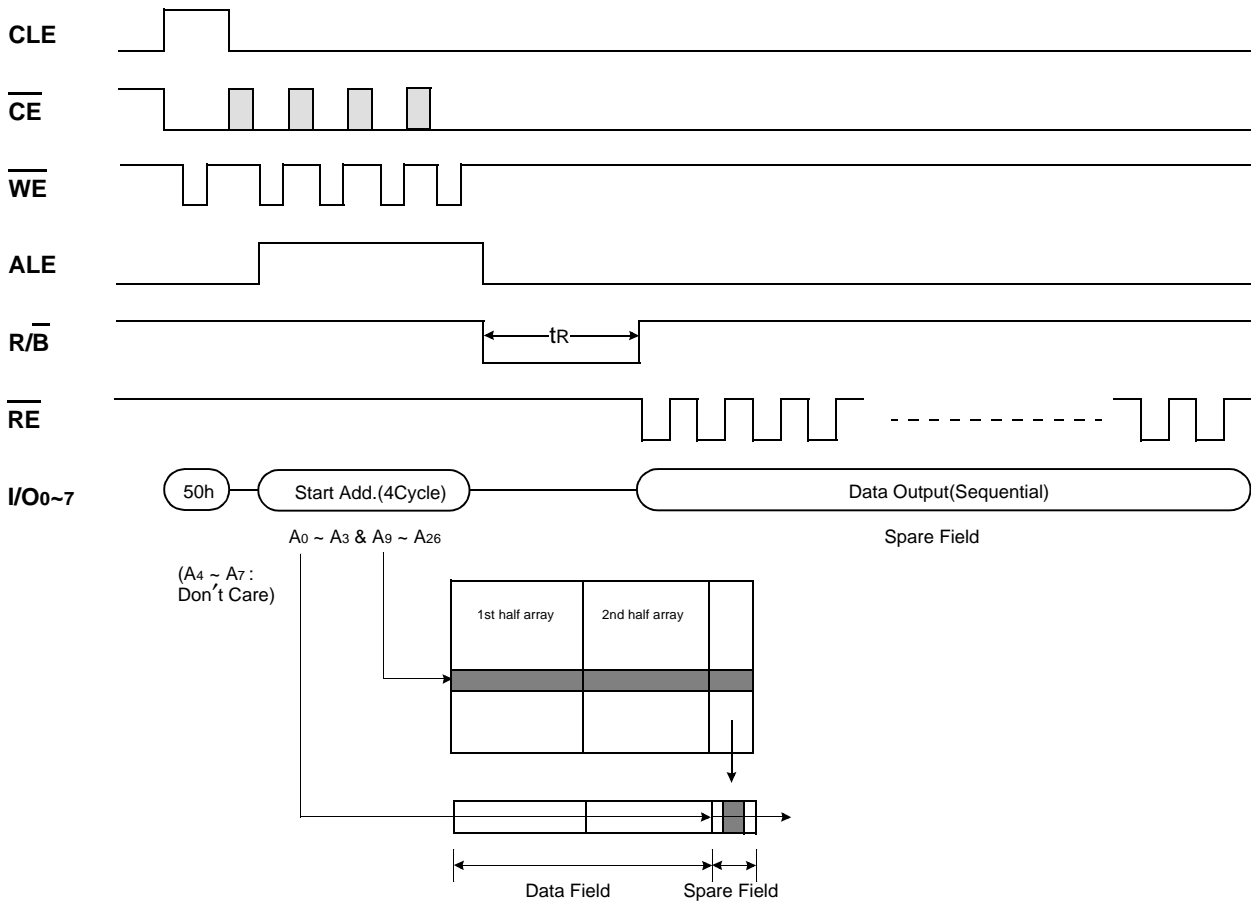 CLE
CE
WE
ALE
R/B
tR
RE
I/O0~7
50h
Start Add.(4Cycle)
Data Output(Sequential)
A0 ~ A3 & A9 ~ A26
Spare Field
(A4 ~ A7 :
Don't Care)
1st half array
2nd half array
Data Field
Spare Field